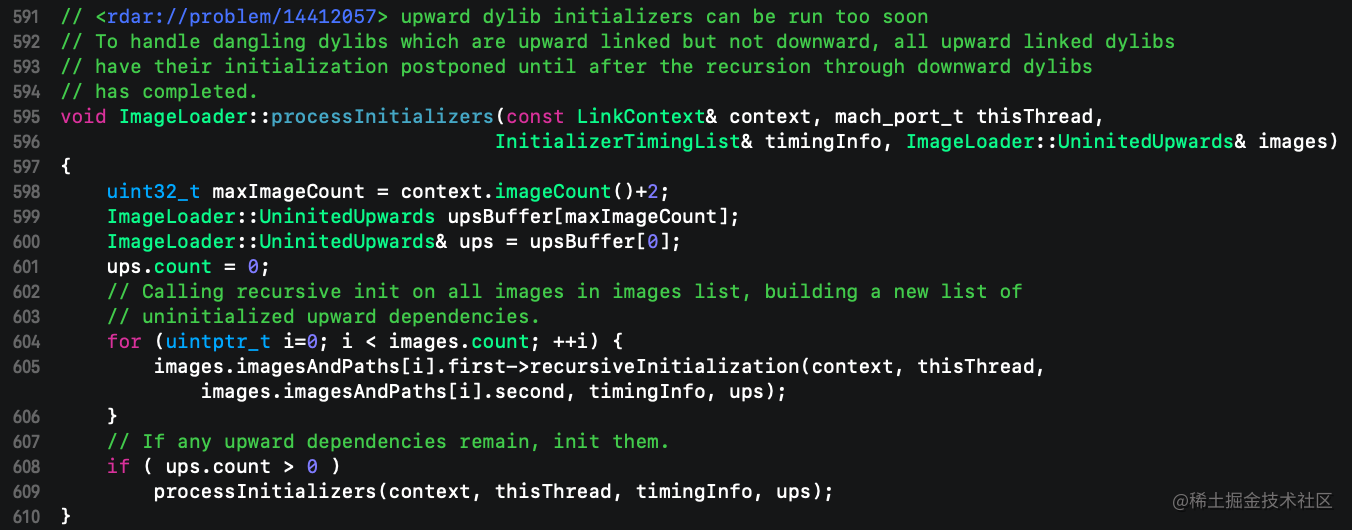 591 // <rdar://problem/14412057> upward dylib initializers can be run too soon
592 // To handle dangling dylibs which are upward linked but not downward, all upward linked dylibs
593 // have their initialization postponed until after the recursion through downward dylibs
594 // has completed.
595 void ImageLoader::processInitializers(const LinkContext& context, mach_port_t thisThread,
596                                      InitializerTimingList& timingInfo, ImageLoader::UninitedUpwards& images)
597 {
598     uint32_t maxImageCount = context.imageCount()+2;
599     ImageLoader::UninitedUpwards upsBuffer[maxImageCount];
600     ImageLoader::UninitedUpwards& ups = upsBuffer[0];
601     ups.count = 0;
602     // Calling recursive init on all images in images list, building a new list of
603     // uninitialized upward dependencies.
604     for (uintptr_t i=0; i < images.count; ++i) {
605         images.imagesAndPaths[i].first->recursiveInitialization(context, thisThread,
            images.imagesAndPaths[i].second, timingInfo, ups);
606     }
607     // If any upward dependencies remain, init them.
608     if ( ups.count > 0 )
609         processInitializers(context, thisThread, timingInfo, ups);
610 }
@稀土掘金技术社区